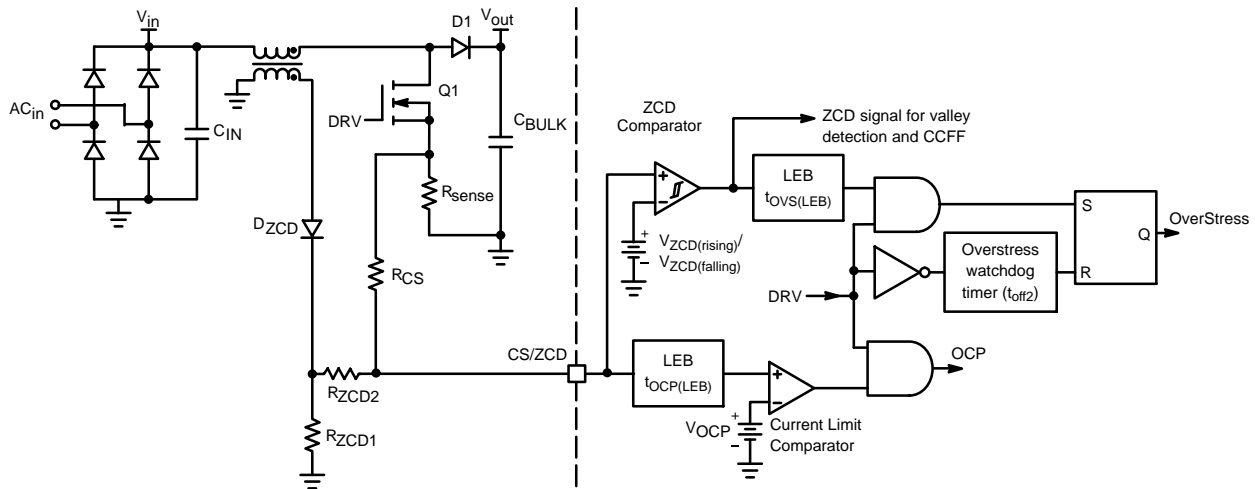 Vin
D1
Vout
ACin
CIN
DRV
Q1
CBULK
Rsense
DZCD
RCS
CS/ZCD
RZCD2
RZCD1
ZCD
Comparator
ZCD signal for valley
detection and CCFF
+
−
LEB
tOVS(LEB)
+
−
VZCD(rising)/
VZCD(falling)
S
Q
R
OverStress
Overstress
watchdog
timer (toff2)
DRV
LEB
tOCP(LEB)
+
−
OCP
VOCP
+
−
Current Limit
Comparator